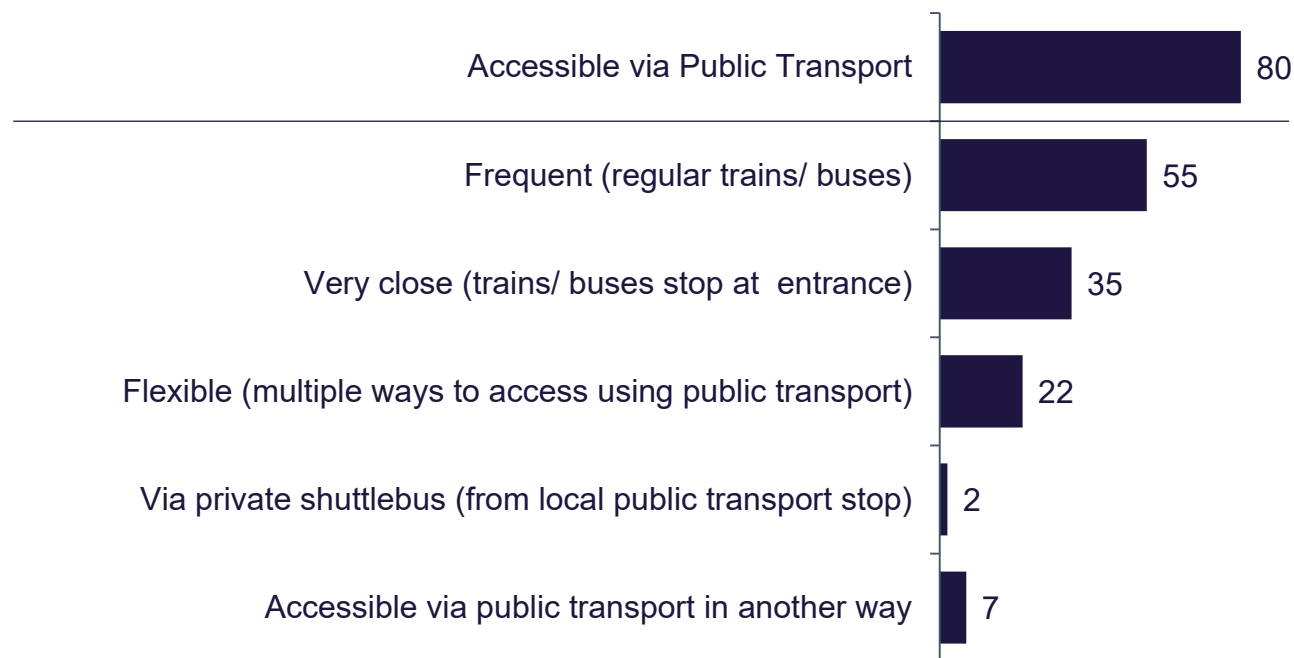 Accessible via Public Transport 80
Frequent (regular trains/ buses) 55
Very close (trains/ buses stop at  entrance) 35
Flexible (multiple ways to access using public transport) 22
Via private shuttlebus (from local public transport stop) 2
Accessible via public transport in another way 7